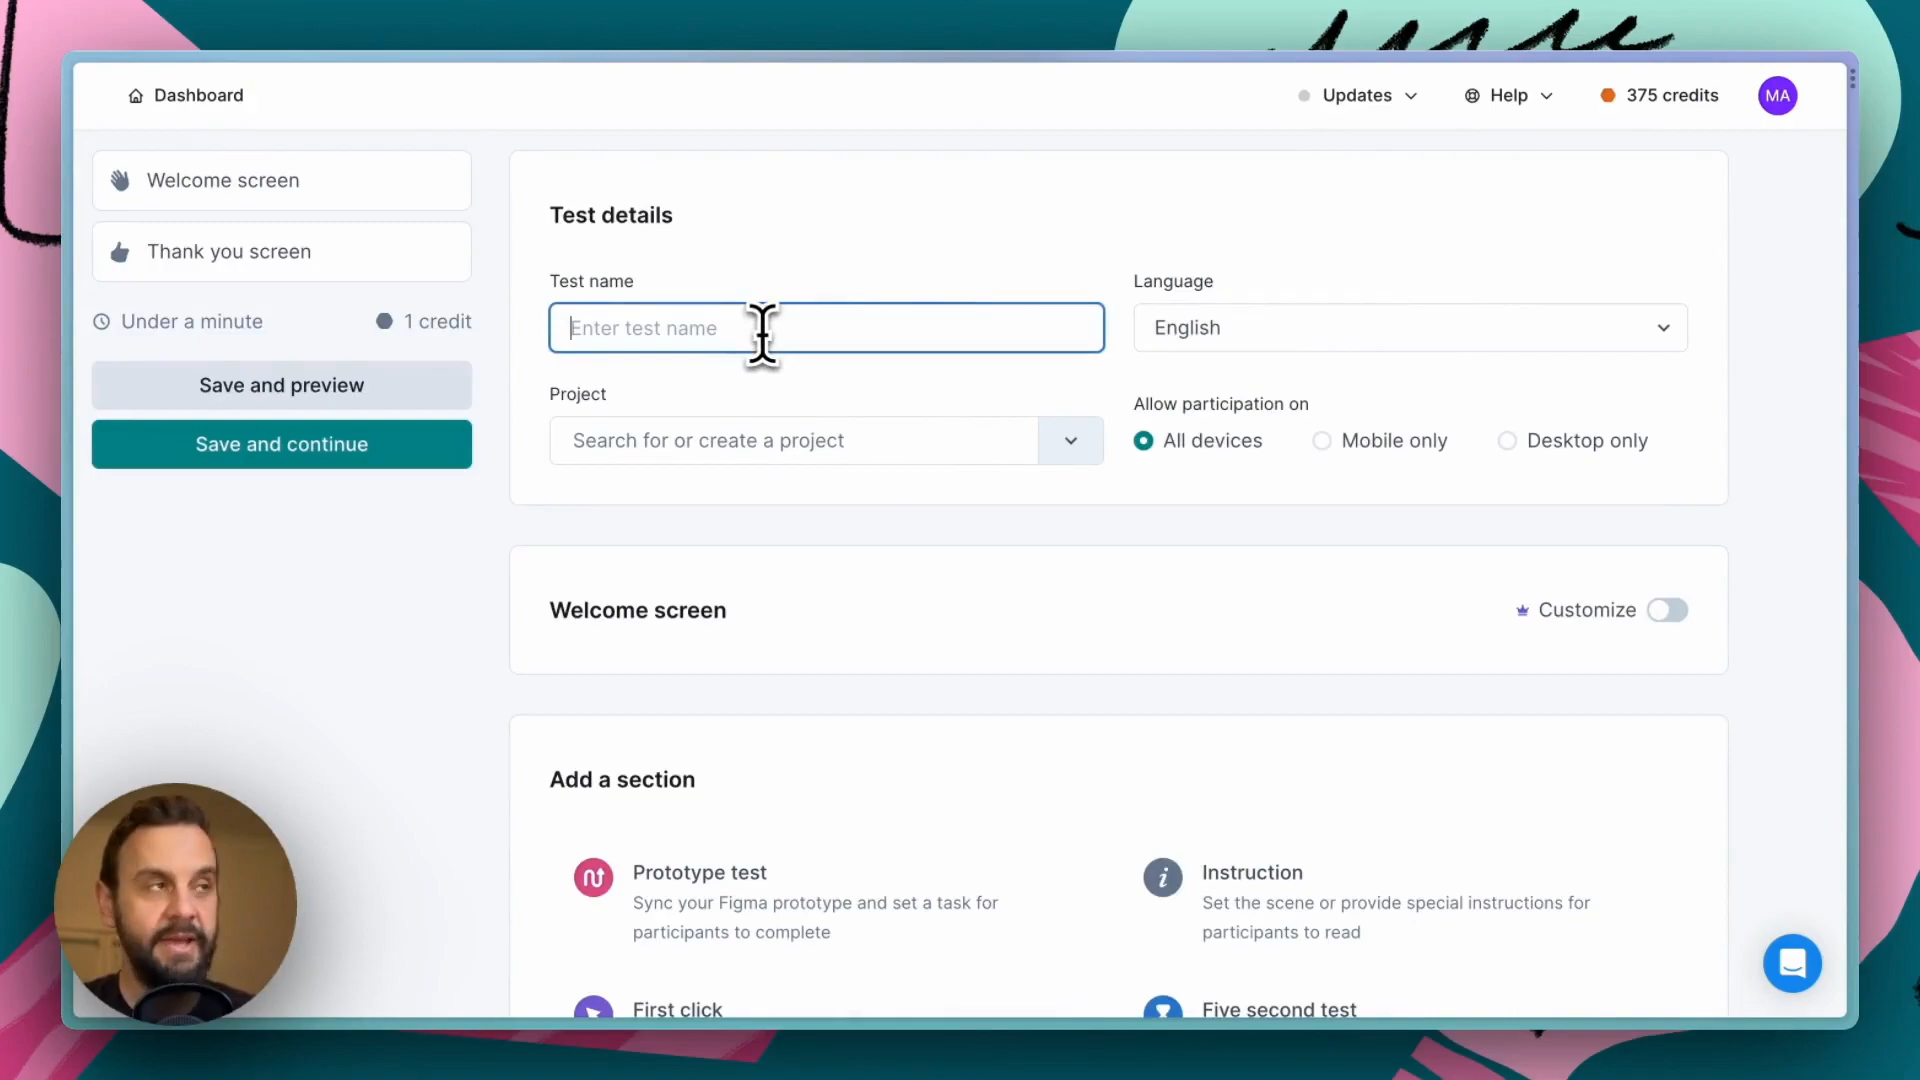 Dashboard
Updates
Help
375 credits
MA
Welcome screen
Thank you screen
Under a minute
1 credit
Save and preview
Save and continue
Test details
Test name
Enter test name
Language
English
Project
Search for or create a project
Allow participation on
All devices
Mobile only
Desktop only
Welcome screen
Customize
Add a section
Prototype test
Sync your Figma prototype and set a task for
participants to complete
Instruction
Set the scene or provide special instructions for
participants to read
First click
Five second test